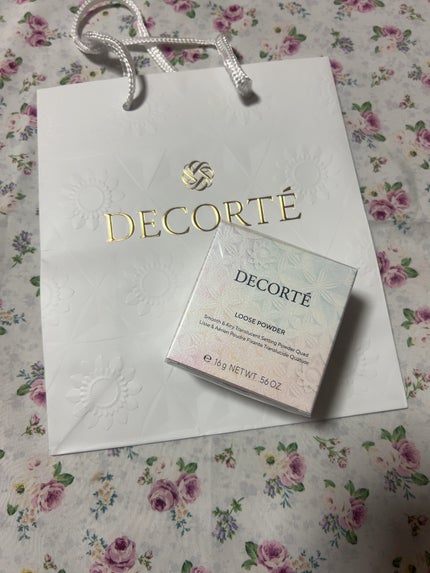 DECORTÉ
DECORTÉ
LOOSE POWDER
Smooth & Airy Translucent Setting Powder Quad
Lisse & Aérien Poudre Fixante Translucide Quatuor
℮ 16g NET WT. .56 OZ